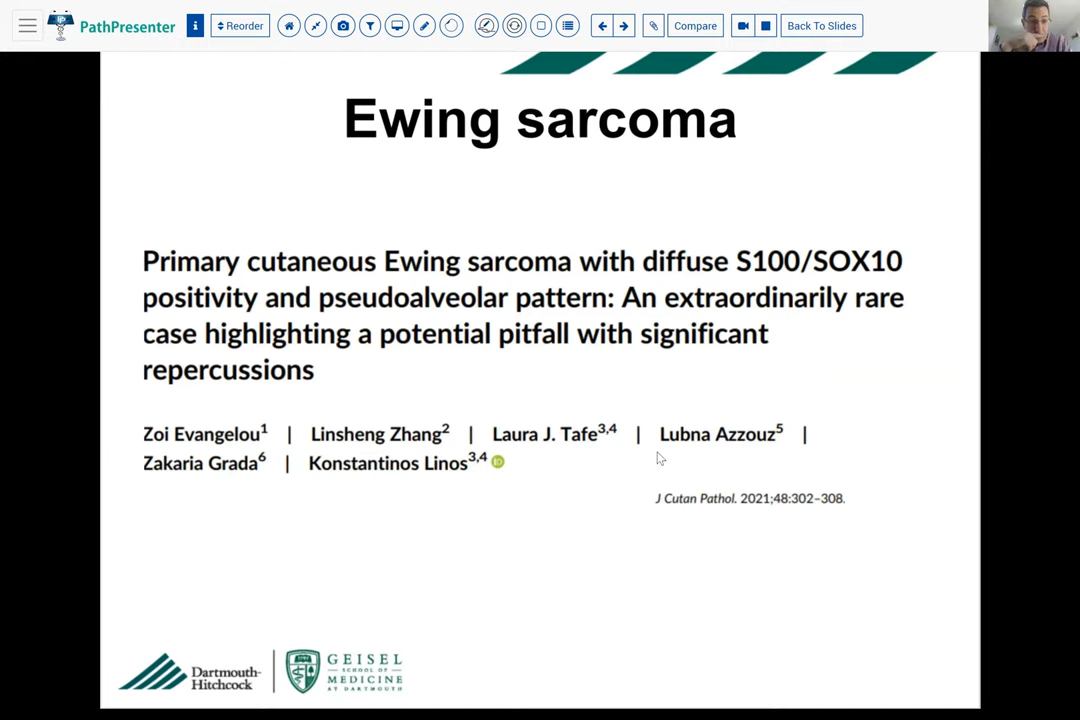 PathPresenter
Reorder
Compare
Back To Slides
Ewing sarcoma
Primary cutaneous Ewing sarcoma with diffuse S100/SOX10
positivity and pseudoalveolar pattern: An extraordinarily rare
case highlighting a potential pitfall with significant
repercussions
Zoi Evangelou1 | Linsheng Zhang2 | Laura J. Tafe3,4 | Lubna Azzouz5 |
Zakaria Grada6 | Konstantinos Linos3,4 iD
J Cutan Pathol. 2021;48:302–308.
Dartmouth-
Hitchcock
GEISEL
SCHOOL OF
MEDICINE
AT DARTMOUTH